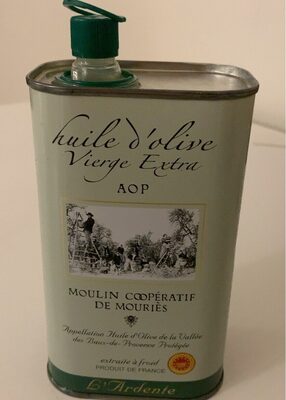 huile d'olive
Vierge Extra
AOP
MOULIN COOPÉRATIF
DE MOURIÈS
Appellation Huile d'Olive de la Vallée
des Baux-de-Provence Protégée
extraite à froid
PRODUIT DE FRANCE
L'Ardente